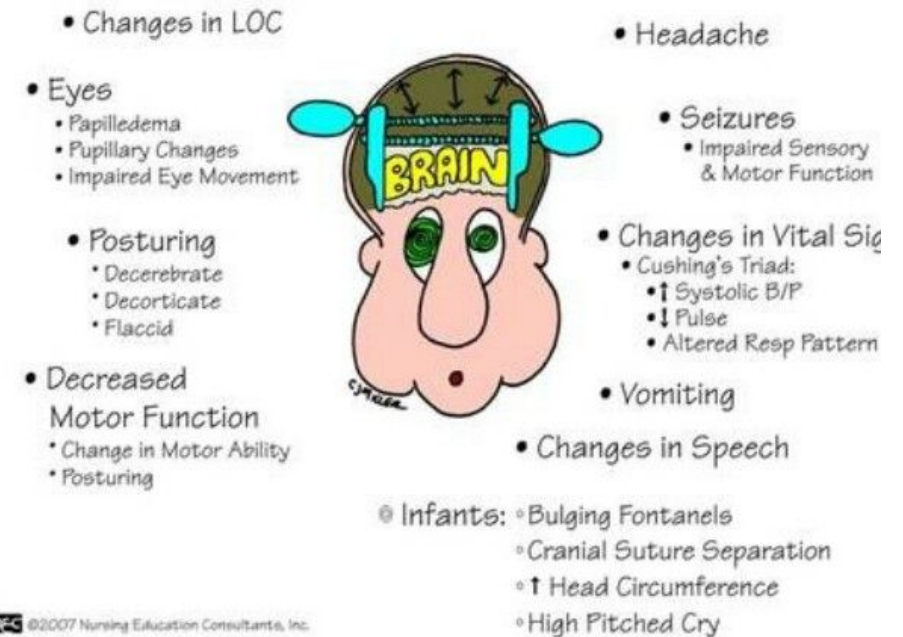 • Changes in LOC
• Eyes
• Papilledema
• Pupillary Changes
• Impaired Eye Movement
• Posturing
• Decerebrate
• Decorticate
• Flaccid
• Decreased
Motor Function
• Change in Motor Ability
• Posturing
BRAIN
• Headache
• Seizures
• Impaired Sensory
& Motor Function
• Changes in Vital Sig
• Cushing's Triad:
• ↑ Systolic B/P
• ↓ Pulse
• Altered Resp Pattern
• Vomiting
• Changes in Speech
Infants: ◦ Bulging Fontanels
◦ Cranial Suture Separation
◦ ↑ Head Circumference
◦ High Pitched Cry
©2007 Nursing Education Consultants, Inc.